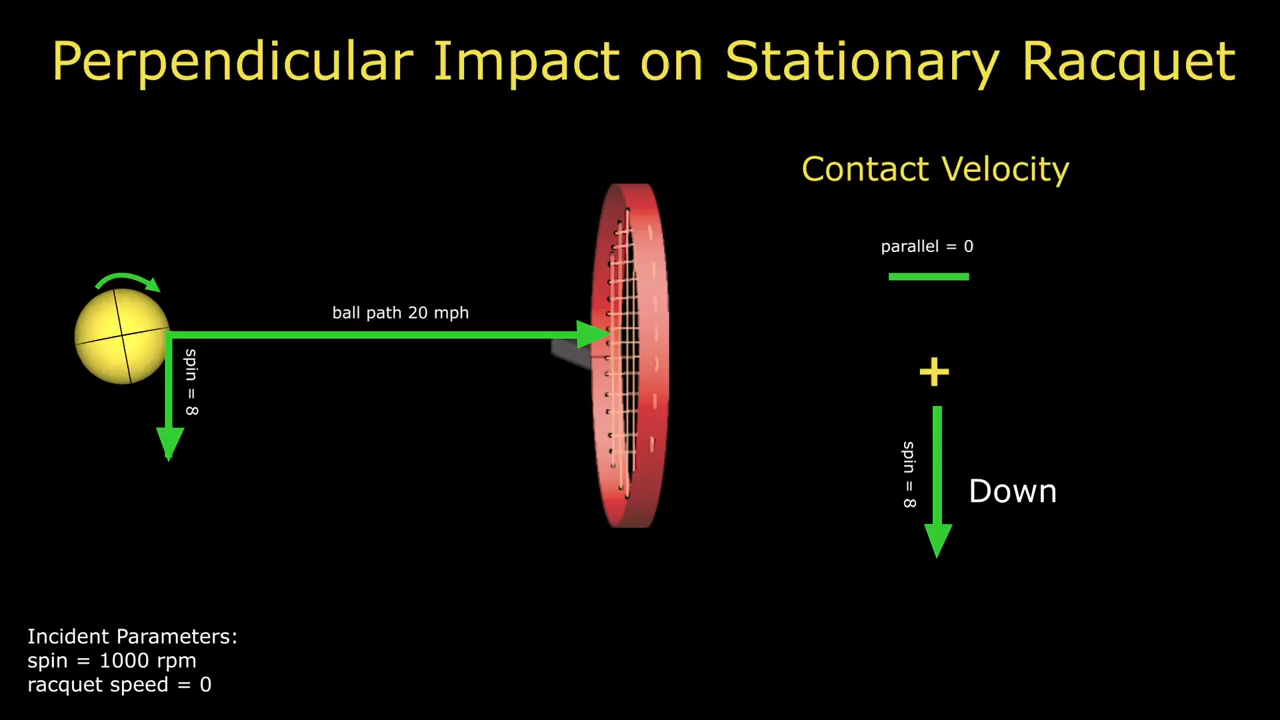 Perpendicular Impact on Stationary Racquet
Contact Velocity
parallel = 0
ball path 20 mph
spin = 8
+
spin = 8
Down
Incident Parameters:
spin = 1000 rpm
racquet speed = 0